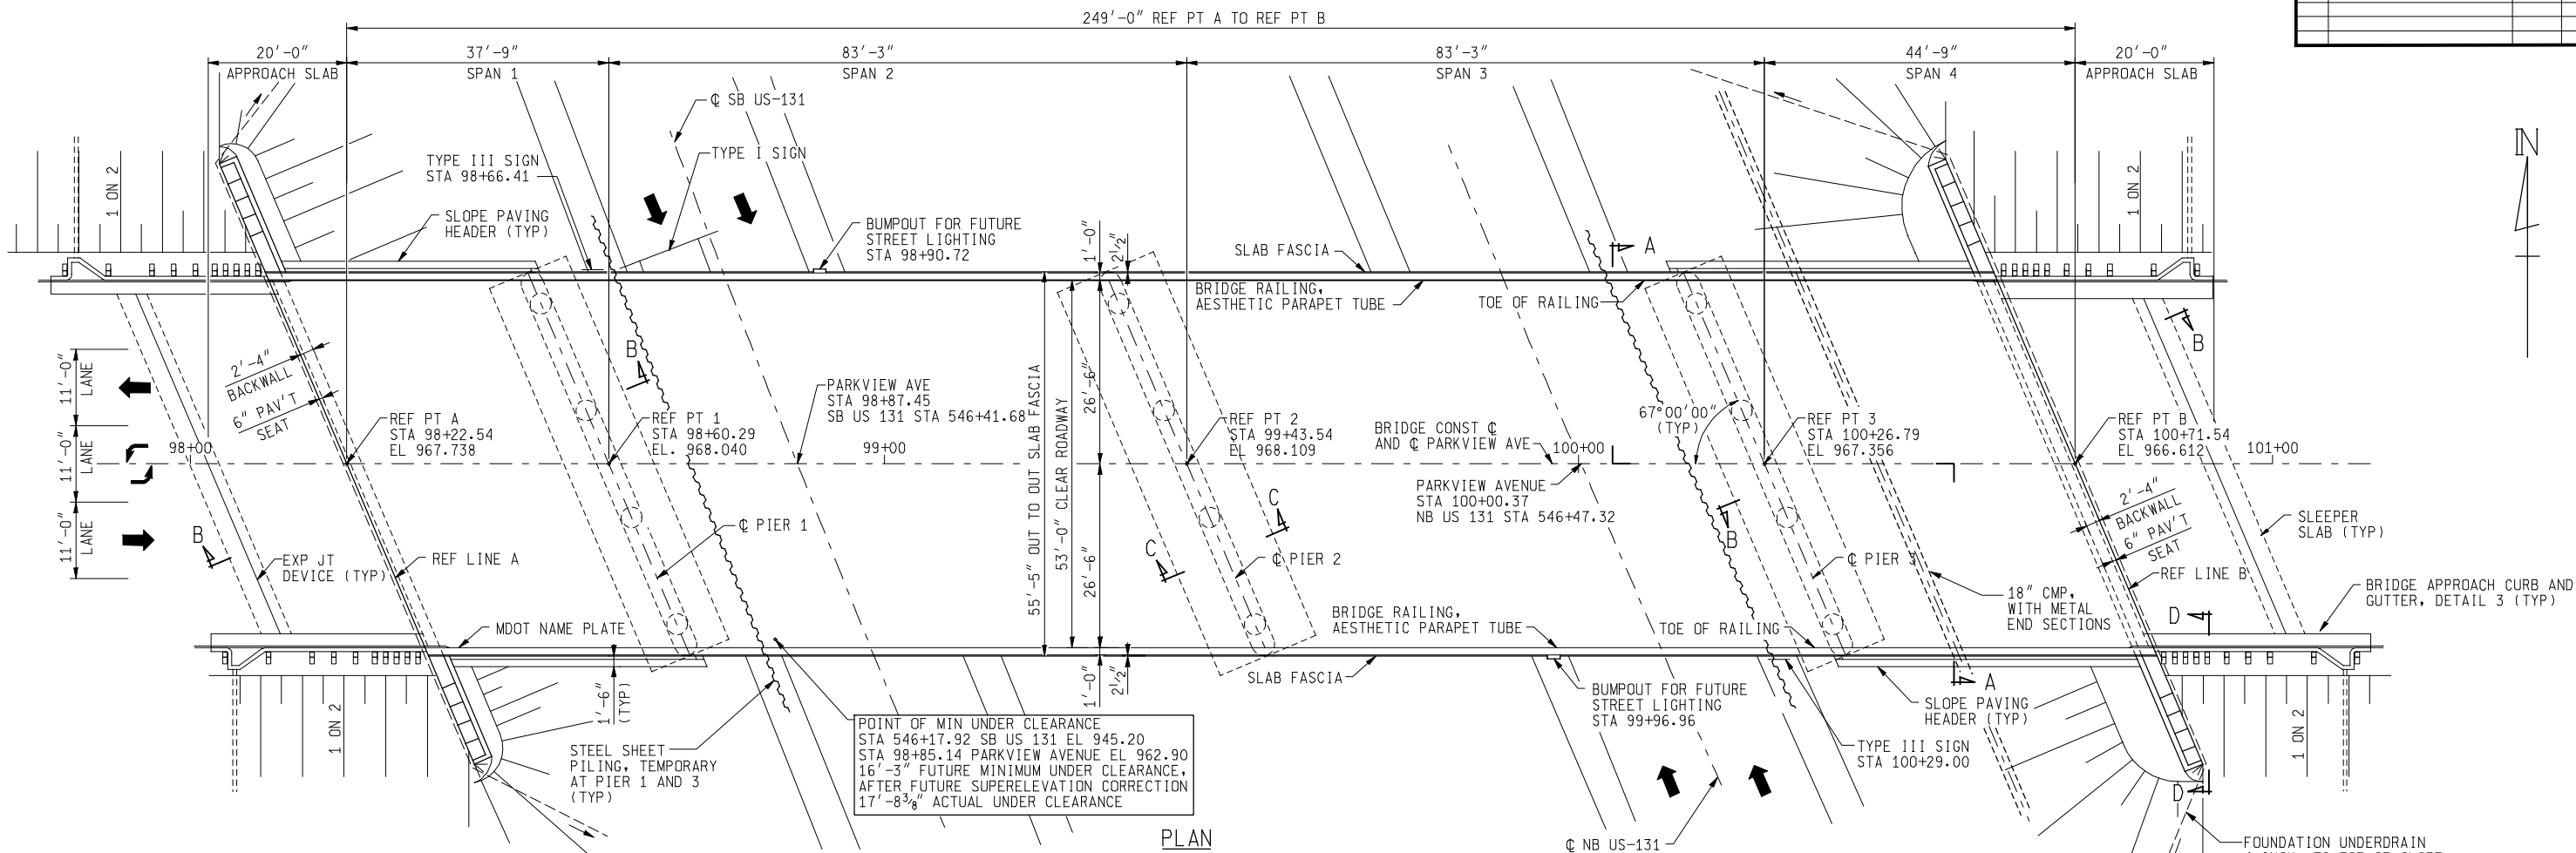 249'-0" REF PT A TO REF PT B
20'-0"
APPROACH SLAB
37'-9"
SPAN 1
83'-3"
SPAN 2
83'-3"
SPAN 3
44'-9"
SPAN 4
20'-0"
APPROACH SLAB
℄ SB US-131
TYPE I SIGN
TYPE III SIGN
STA 98+66.41
SLOPE PAVING
HEADER (TYP)
1 ON 2
BUMPOUT FOR FUTURE
STREET LIGHTING
STA 98+90.72
1'-0"
2½"
SLAB FASCIA
BRIDGE RAILING,
AESTHETIC PARAPET TUBE
TOE OF RAILING
A
1 ON 2
N
11'-0"
LANE
11'-0"
LANE
11'-0"
LANE
2'-4"
BACKWALL
6" PAV'T
SEAT
B
B
PARKVIEW AVE
STA 98+87.45
SB US 131 STA 546+41.68
98+00
REF PT A
STA 98+22.54
EL 967.738
REF PT 1
STA 98+60.29
EL. 968.040
99+00
55'-5" OUT TO OUT SLAB FASCIA
53'-0" CLEAR ROADWAY
26'-6"
26'-6"
REF PT 2
STA 99+43.54
EL 968.109
BRIDGE CONST ℄
AND ℄ PARKVIEW AVE
100+00
67°00'00"
(TYP)
REF PT 3
STA 100+26.79
EL 967.356
REF PT B
STA 100+71.54
EL 966.612
101+00
PARKVIEW AVENUE
STA 100+00.37
NB US 131 STA 546+47.32
2'-4"
BACKWALL
6" PAV'T
SEAT
SLEEPER
SLAB (TYP)
B
EXP JT
DEVICE (TYP)
REF LINE A
℄ PIER 1
C
C
℄ PIER 2
B
℄ PIER 3
18" CMP,
WITH METAL
END SECTIONS
REF LINE B
BRIDGE APPROACH CURB AND
GUTTER, DETAIL 3 (TYP)
D
MDOT NAME PLATE
BRIDGE RAILING,
AESTHETIC PARAPET TUBE
TOE OF RAILING
SLAB FASCIA
1'-0"
2½"
1'-6"
(TYP)
1 ON 2
STEEL SHEET
PILING, TEMPORARY
AT PIER 1 AND 3
(TYP)
POINT OF MIN UNDER CLEARANCE
STA 546+17.92 SB US 131 EL 945.20
STA 98+85.14 PARKVIEW AVENUE EL 962.90
16'-3" FUTURE MINIMUM UNDER CLEARANCE,
AFTER FUTURE SUPERELEVATION CORRECTION
17'-8⅜" ACTUAL UNDER CLEARANCE
BUMPOUT FOR FUTURE
STREET LIGHTING
STA 99+96.96
A
SLOPE PAVING
HEADER (TYP)
TYPE III SIGN
STA 100+29.00
1 ON 2
D
PLAN
℄ NB US-131
FOUNDATION UNDERDRAIN